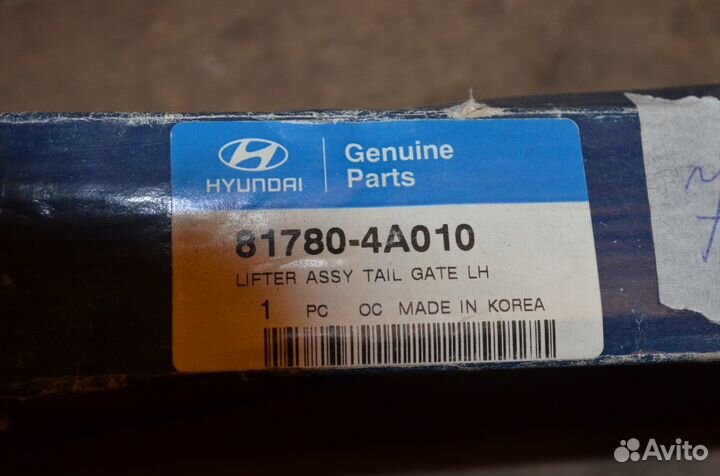 HYUNDAI
Genuine
Parts
81780-4A010
LIFTER ASSY TAIL GATE LH
1 PC OC MADE IN KOREA
Avito